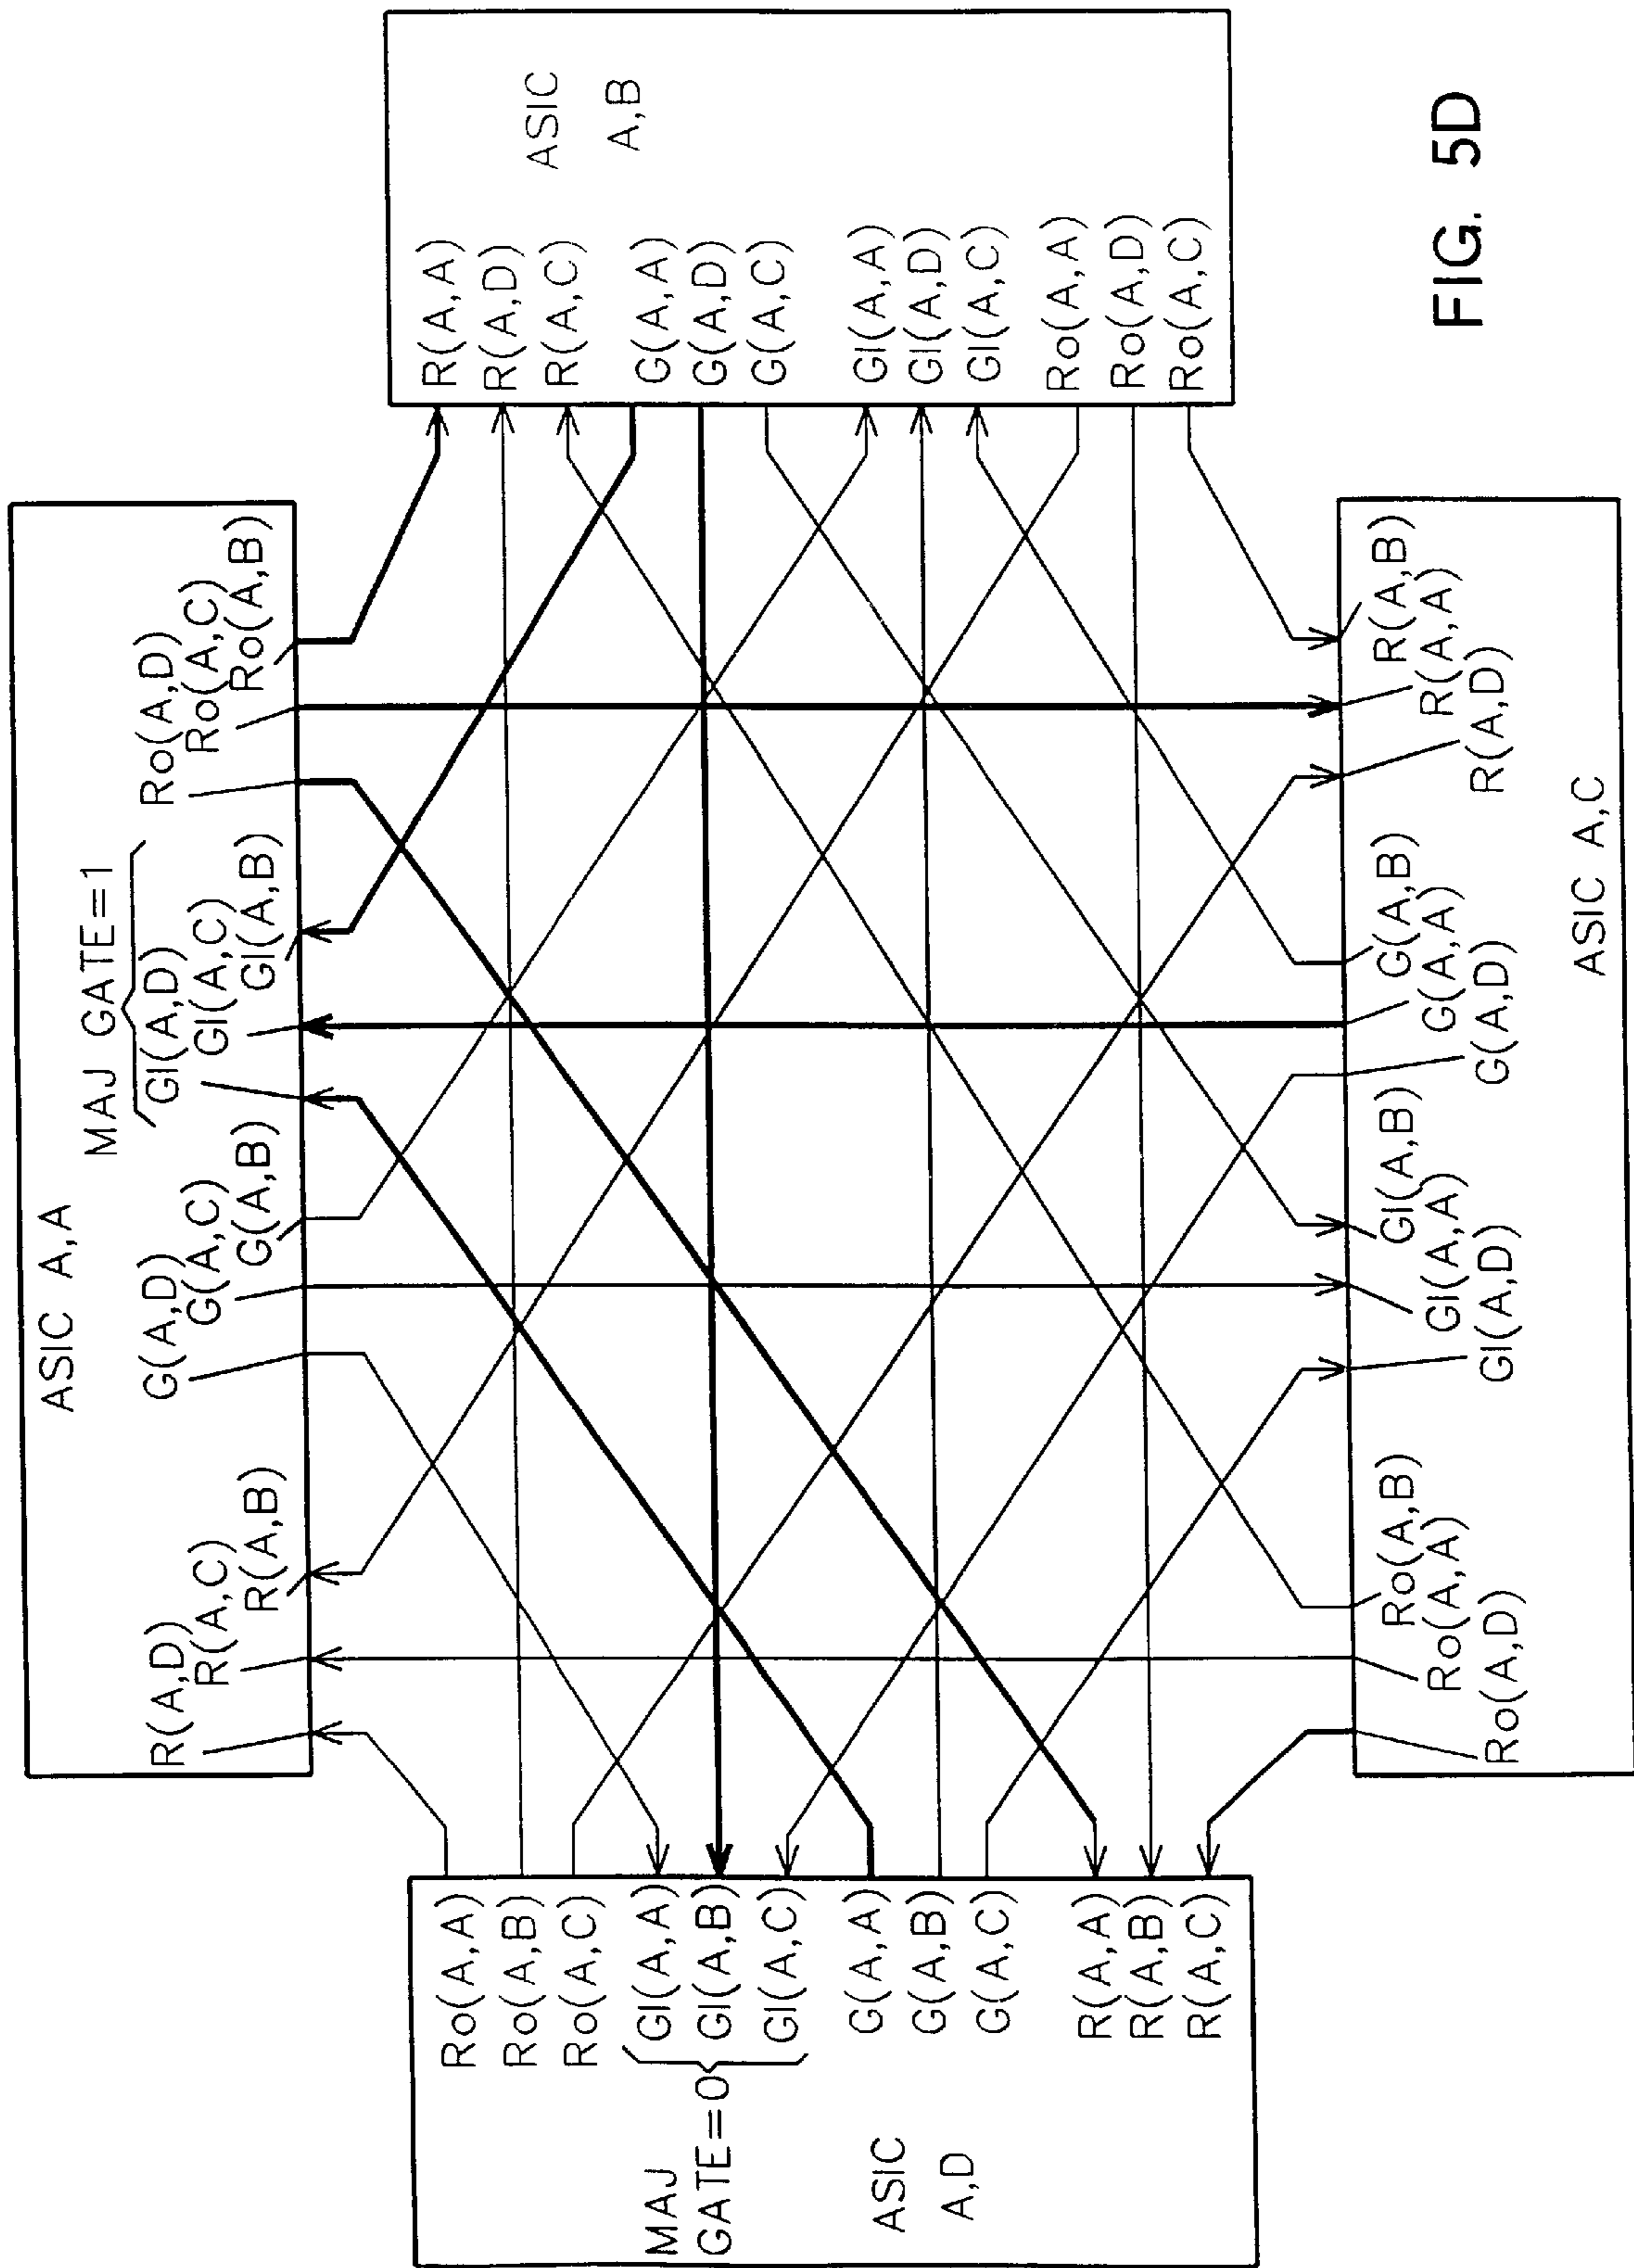 ASIC A,A
MAJ GATE=1
R(A,D)
R(A,C)
R(A,B)
G(A,D)
G(A,C)
G(A,B)
GI(A,D)
GI(A,C)
GI(A,B)
Ro(A,D)
Ro(A,C)
Ro(A,B)
MAJ
GATE=0
ASIC
A,D
Ro(A,A)
Ro(A,B)
Ro(A,C)
GI(A,A)
GI(A,B)
GI(A,C)
G(A,A)
G(A,B)
G(A,C)
R(A,A)
R(A,B)
R(A,C)
ASIC
A,B
R(A,A)
R(A,D)
R(A,C)
G(A,A)
G(A,D)
G(A,C)
GI(A,A)
GI(A,D)
GI(A,C)
Ro(A,A)
Ro(A,D)
Ro(A,C)
Ro(A,B)
Ro(A,A)
Ro(A,D)
GI(A,B)
GI(A,A)
GI(A,D)
G(A,B)
G(A,A)
G(A,D)
R(A,B)
R(A,A)
R(A,D)
ASIC A,C
FIG. 5D